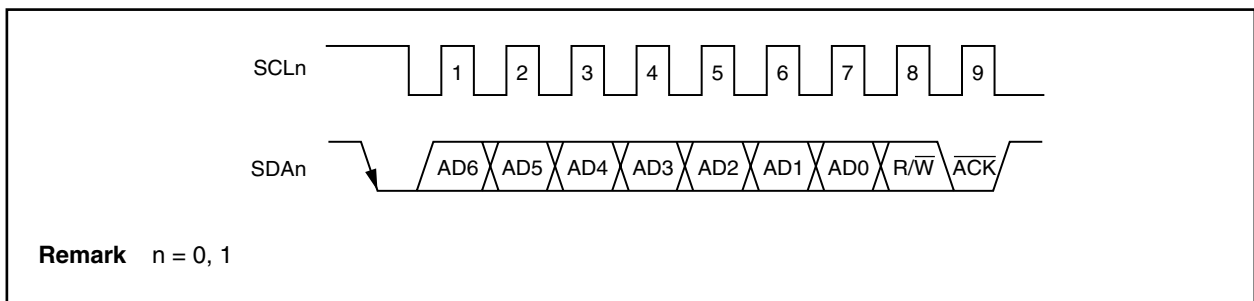 SCLn 1 2 3 4 5 6 7 8 9
SDAn AD6 AD5 AD4 AD3 AD2 AD1 AD0 R/W̅ A̅C̅K̅
Remark n = 0, 1